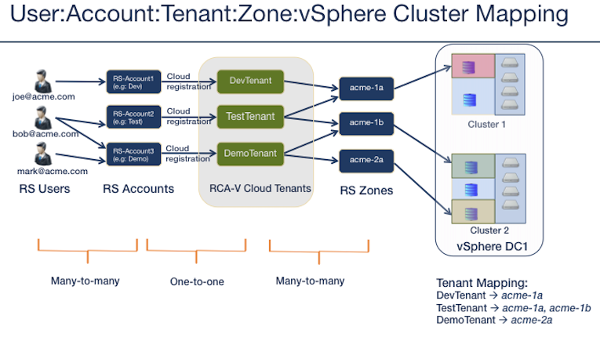 User:Account:Tenant:Zone:vSphere Cluster Mapping
joe@acme.com
bob@acme.com
mark@acme.com
RS Users
RS-Account1
(e.g: Dev)
RS-Account2
(e.g: Test)
RS-Account3
(e.g: Demo)
RS Accounts
Cloud
registration
Cloud
registration
Cloud
registration
DevTenant
TestTenant
DemoTenant
RCA-V Cloud Tenants
acme-1a
acme-1b
acme-2a
RS Zones
Cluster 1
Cluster 2
vSphere DC1
Many-to-many
One-to-one
Many-to-many
Tenant Mapping:
DevTenant → acme-1a
TestTenant → acme-1a, acme-1b
DemoTenant → acme-2a